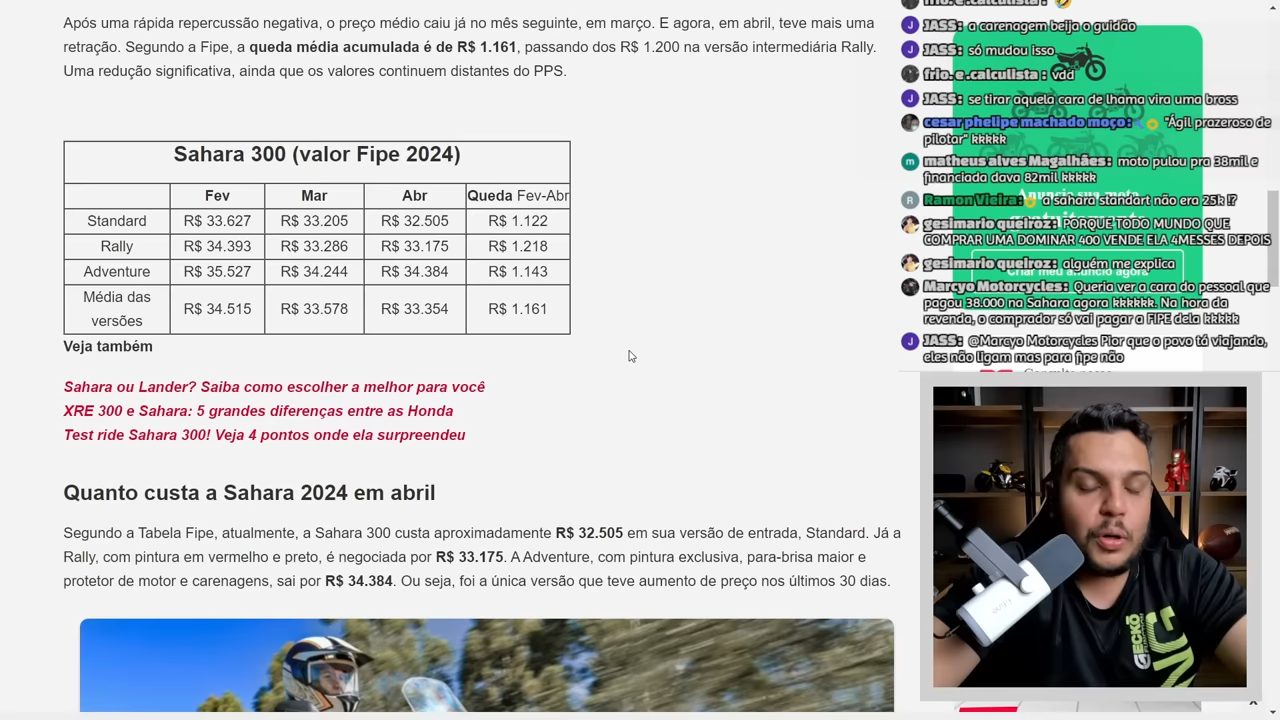 Após uma rápida repercussão negativa, o preço médio caiu já no mês seguinte, em março. E agora, em abril, teve mais uma
retração. Segundo a Fipe, a queda média acumulada é de R$ 1.161, passando dos R$ 1.200 na versão intermediária Rally.
Uma redução significativa, ainda que os valores continuem distantes do PPS.
Sahara 300 (valor Fipe 2024)
Fev Mar Abr Queda Fev-Abr
Standard R$ 33.627 R$ 33.205 R$ 32.505 R$ 1.122
Rally R$ 34.393 R$ 33.286 R$ 33.175 R$ 1.218
Adventure R$ 35.527 R$ 34.244 R$ 34.384 R$ 1.143
Média das
versões R$ 34.515 R$ 33.578 R$ 33.354 R$ 1.161
Veja também
Sahara ou Lander? Saiba como escolher a melhor para você
XRE 300 e Sahara: 5 grandes diferenças entre as Honda
Test ride Sahara 300! Veja 4 pontos onde ela surpreendeu
Quanto custa a Sahara 2024 em abril
Segundo a Tabela Fipe, atualmente, a Sahara 300 custa aproximadamente R$ 32.505 em sua versão de entrada, Standard. Já a
Rally, com pintura em vermelho e preto, é negociada por R$ 33.175. A Adventure, com pintura exclusiva, para-brisa maior e
protetor de motor e carenagens, sai por R$ 34.384. Ou seja, foi a única versão que teve aumento de preço nos últimos 30 dias.
frio.e.calculista: 🤣
J JASS: a carenagem beija o guidão
J JASS: só mudou isso
frio.e.calculista: vdd
J JASS: se tirar aquela cara de lhama vira uma bross
cesar phelipe machado moço: "Ágil prazeroso de
pilotar" kkkkk
m matheus alves Magalhães: moto pulou pra 38mil e
financiada dava 82mil kkkkk
R Ramon Vieira: a sahara standart não era 25k !?
gesimario queiroz: PORQUE TODO MUNDO QUE
COMPRAR UMA DOMINAR 400 VENDE ELA 4MESSES DEPOIS
gesimario queiroz: alguém me explica
Criar meu anúncio agora
Marcyo Motorcycles: Queria ver a cara do pessoal que
pagou 38.000 na Sahara agora kkkkkk. Na hora da
revenda, o comprador só vai pagar a FIPE dela kkkkk
J JASS: @Marcyo Motorcycles Pior que o povo tá viajando,
eles não ligam mas para fipe não
GECKO